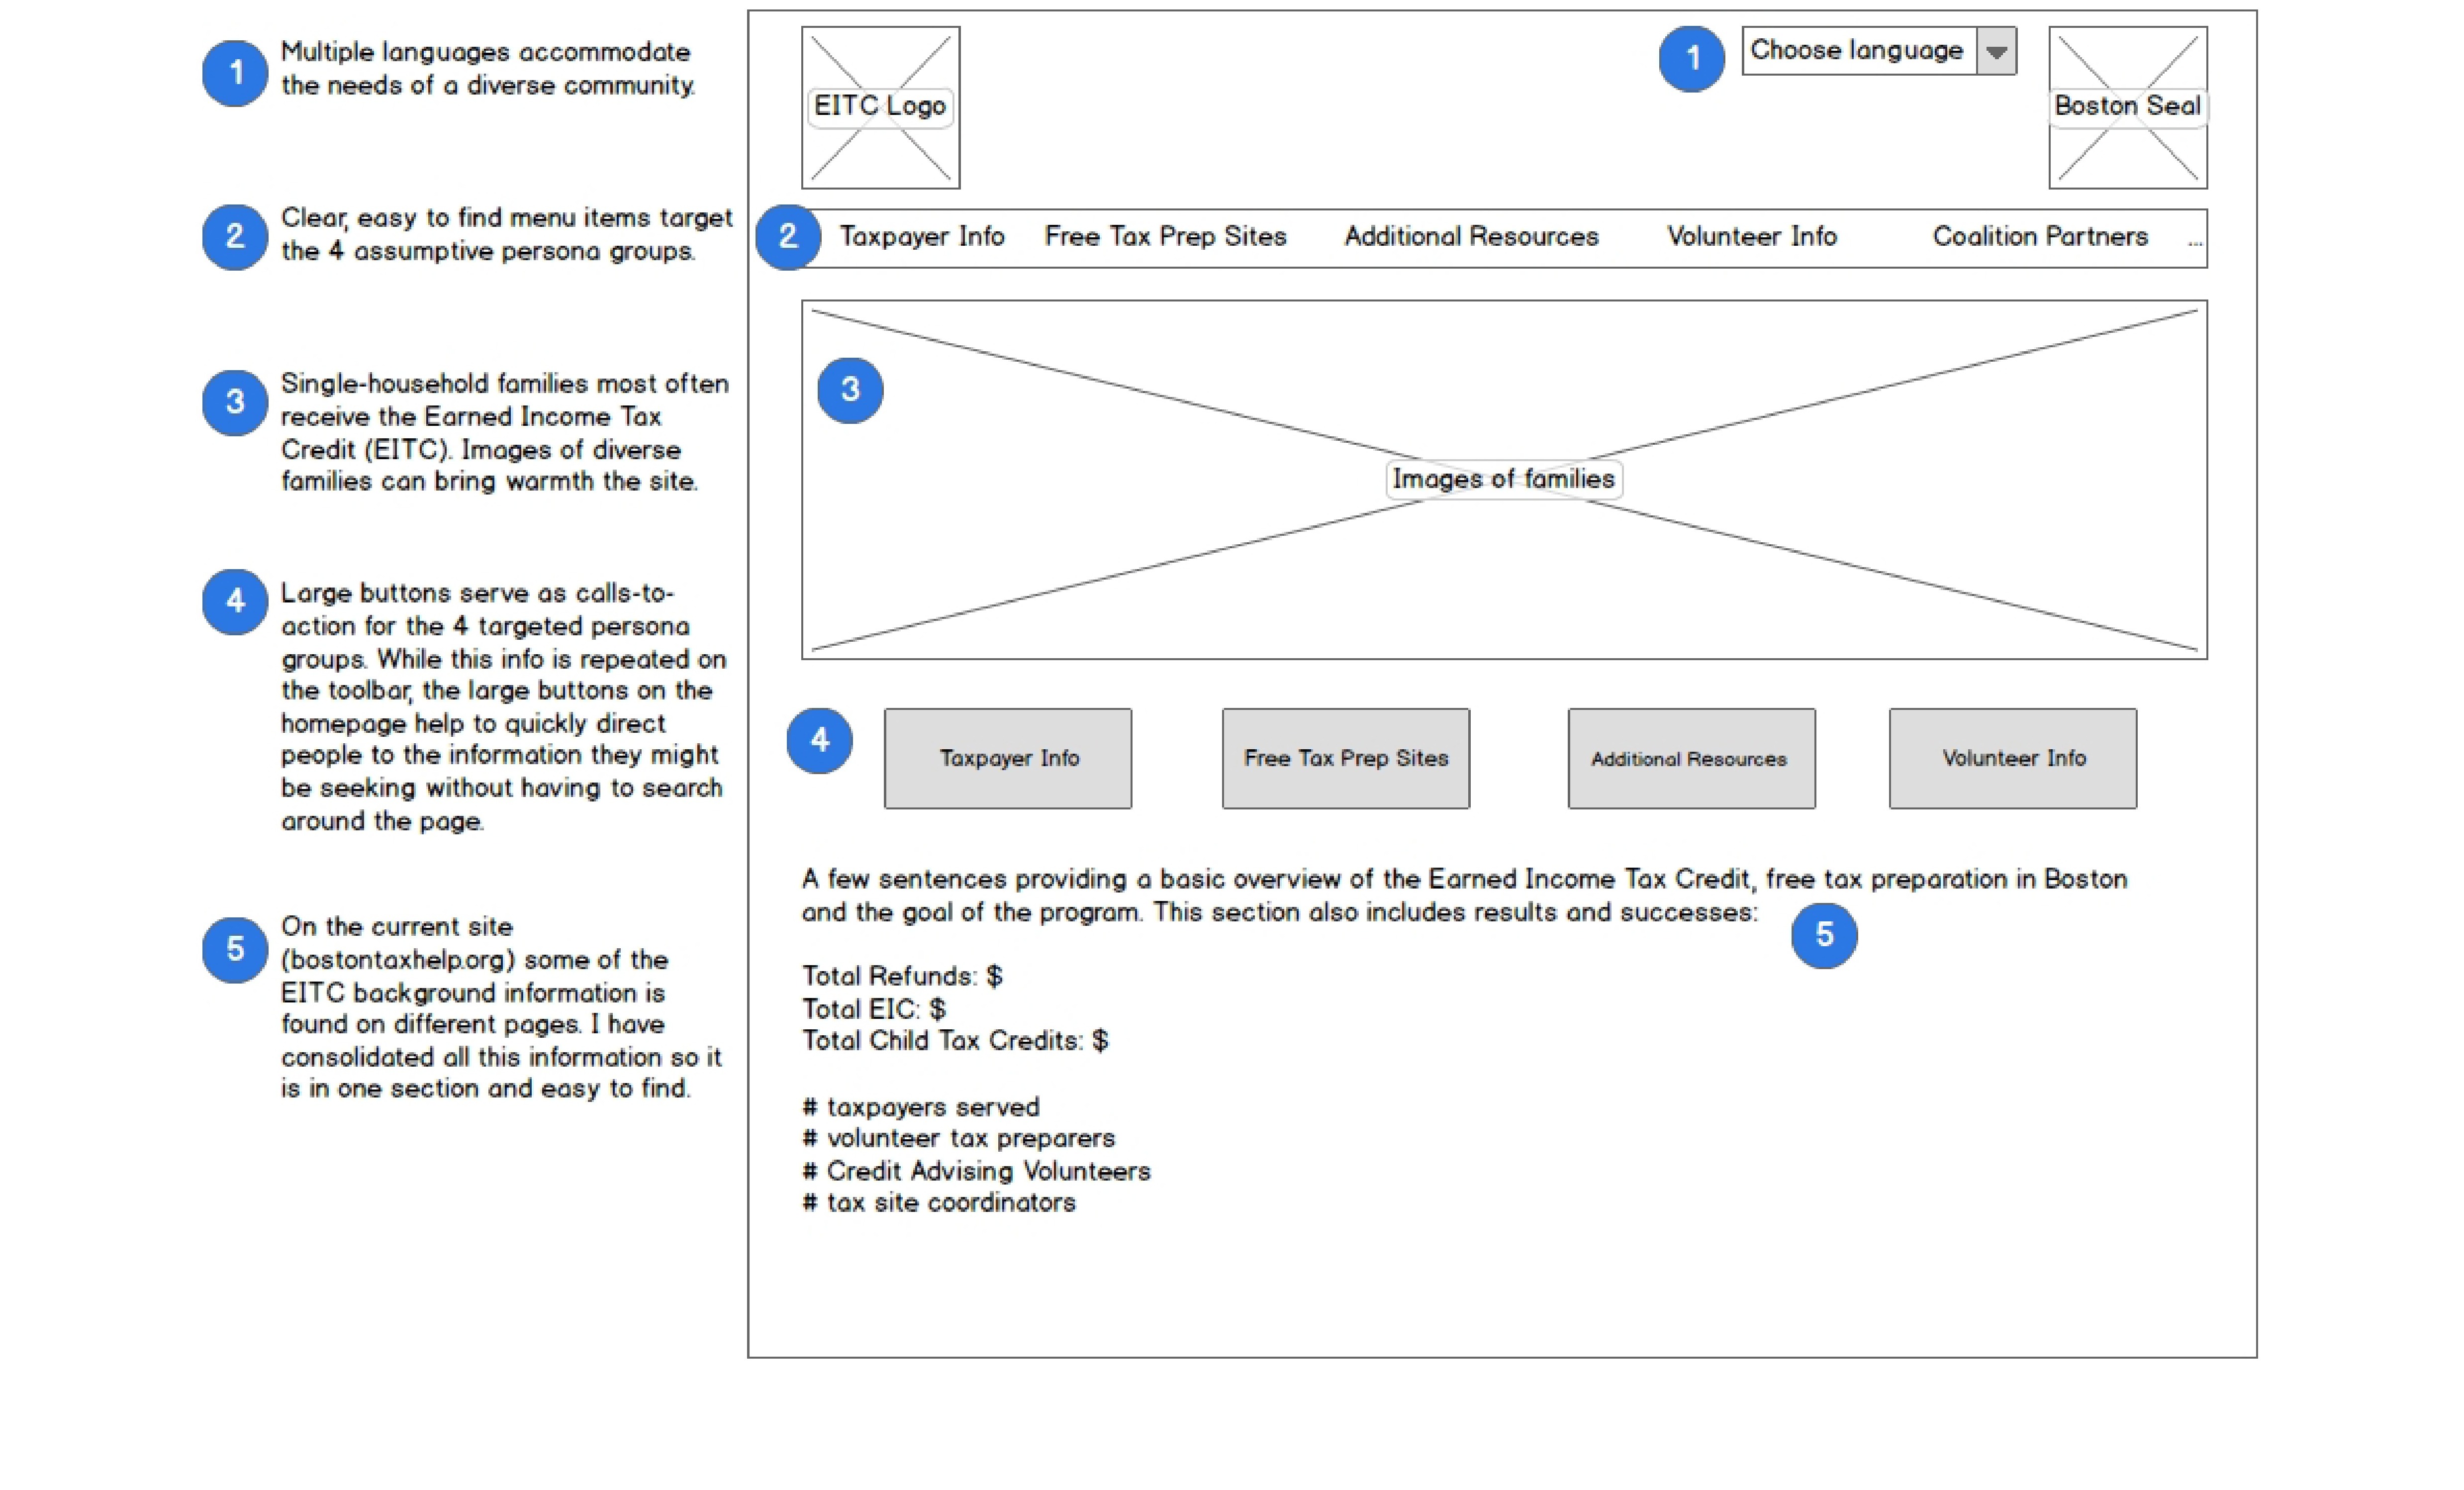 1
Multiple languages accommodate
the needs of a diverse community.
2
Clear, easy to find menu items target
the 4 assumptive persona groups.
3
Single-household families most often
receive the Earned Income Tax
Credit (EITC). Images of diverse
families can bring warmth the site.
4
Large buttons serve as calls-to-
action for the 4 targeted persona
groups. While this info is repeated on
the toolbar, the large buttons on the
homepage help to quickly direct
people to the information they might
be seeking without having to search
around the page.
5
On the current site
(bostontaxhelp.org) some of the
EITC background information is
found on different pages. I have
consolidated all this information so it
is in one section and easy to find.
EITC Logo
1
Choose language
Boston Seal
2
Taxpayer Info Free Tax Prep Sites Additional Resources Volunteer Info Coalition Partners ...
3
Images of families
4
Taxpayer Info
Free Tax Prep Sites
Additional Resources
Volunteer Info
A few sentences providing a basic overview of the Earned Income Tax Credit, free tax preparation in Boston
and the goal of the program. This section also includes results and successes:
5
Total Refunds: $
Total EIC: $
Total Child Tax Credits: $
# taxpayers served
# volunteer tax preparers
# Credit Advising Volunteers
# tax site coordinators